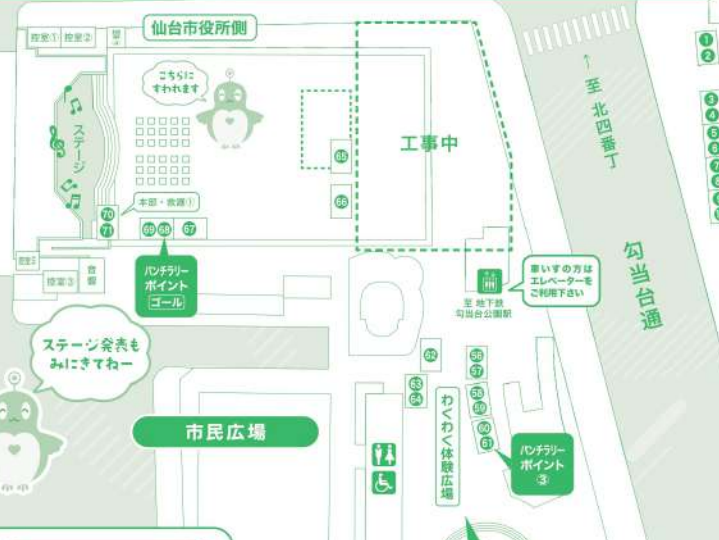 控室①
控室②
仙台市役所側
こちらに
すわれます
ステージ
工事中
↑至 北四番丁
勾当台通
1
2
3
4
5
6
7
65
66
本部・救護①
70
71
69 68 67
パンチラリー
ポイント
ゴール
控室③
音響
至 地下鉄
勾当台公園駅
車いすの方は
エレベーターを
ご利用下さい
ステージ発表も
みにきてねー
市民広場
62
63
64
56
57
58
59
60
61
わくわく体験広場
パンチラリー
ポイント
③